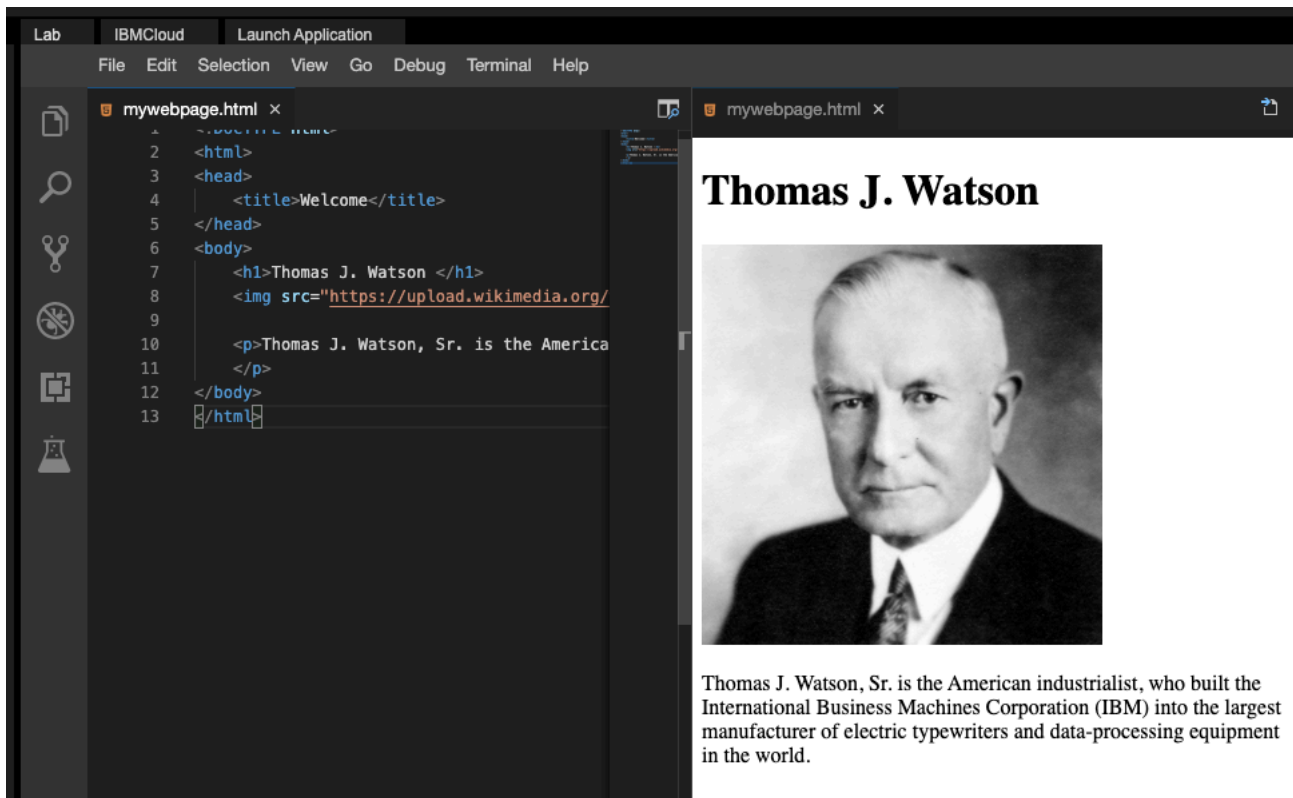 Lab IBMCloud Launch Application
File Edit Selection View Go Debug Terminal Help
mywebpage.html ×
1 <!DOCTYPE html>
2 <html>
3 <head>
4 <title>Welcome</title>
5 </head>
6 <body>
7 <h1>Thomas J. Watson </h1>
8 <img src="https://upload.wikimedia.org/
9
10 <p>Thomas J. Watson, Sr. is the America
11 </p>
12 </body>
13 </html>
mywebpage.html ×
Thomas J. Watson
Thomas J. Watson, Sr. is the American industrialist, who built the
International Business Machines Corporation (IBM) into the largest
manufacturer of electric typewriters and data-processing equipment
in the world.